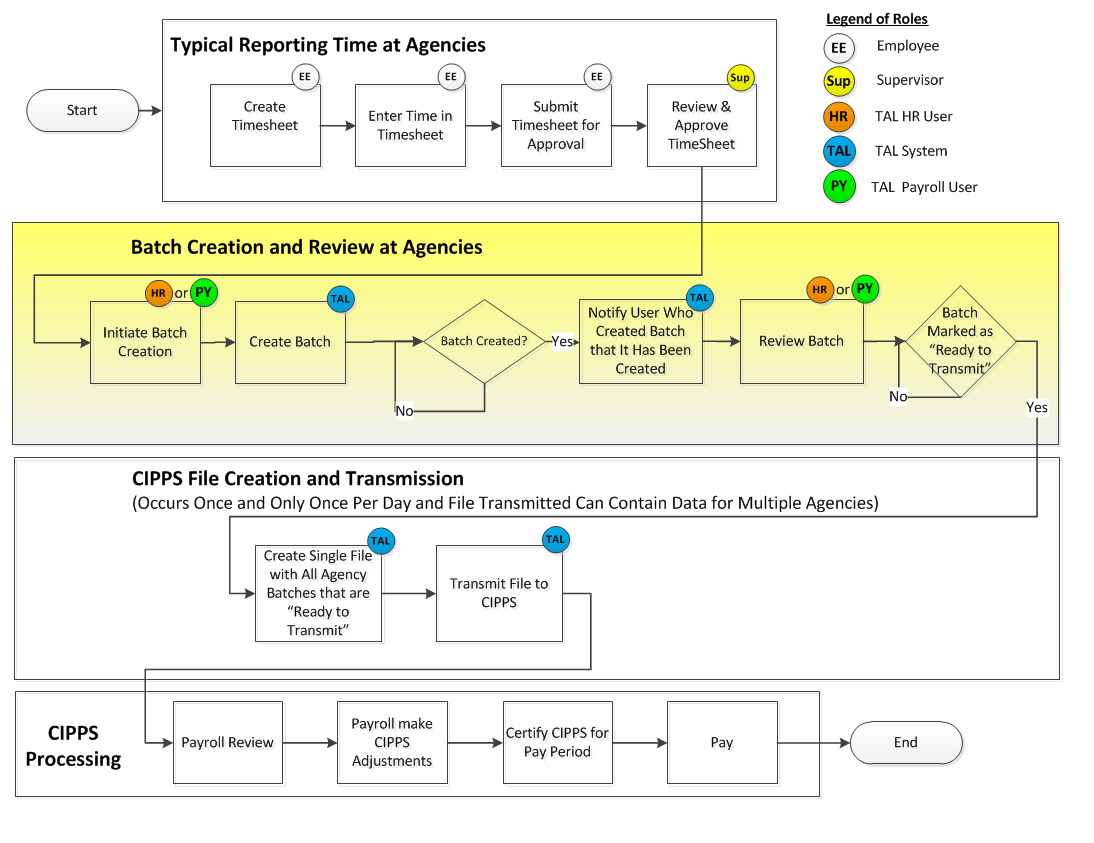 Legend of Roles
EE Employee
Sup Supervisor
HR TAL HR User
TAL TAL System
PY TAL Payroll User
Start
Typical Reporting Time at Agencies
EE
Create
Timesheet
EE
Enter Time in
Timesheet
EE
Submit
Timesheet for
Approval
Sup
Review &
Approve
TimeSheet
Batch Creation and Review at Agencies
HR or PY
Initiate Batch
Creation
TAL
Create Batch
Batch Created?
No
Yes
TAL
Notify User Who
Created Batch
that It Has Been
Created
HR or PY
Review Batch
Batch
Marked as
“Ready to
Transmit”
No
Yes
CIPPS File Creation and Transmission
(Occurs Once and Only Once Per Day and File Transmitted Can Contain Data for Multiple Agencies)
TAL
Create Single File
with All Agency
Batches that are
“Ready to
Transmit”
TAL
Transmit File to
CIPPS
CIPPS
Processing
Payroll Review
Payroll make
CIPPS
Adjustments
Certify CIPPS for
Pay Period
Pay
End